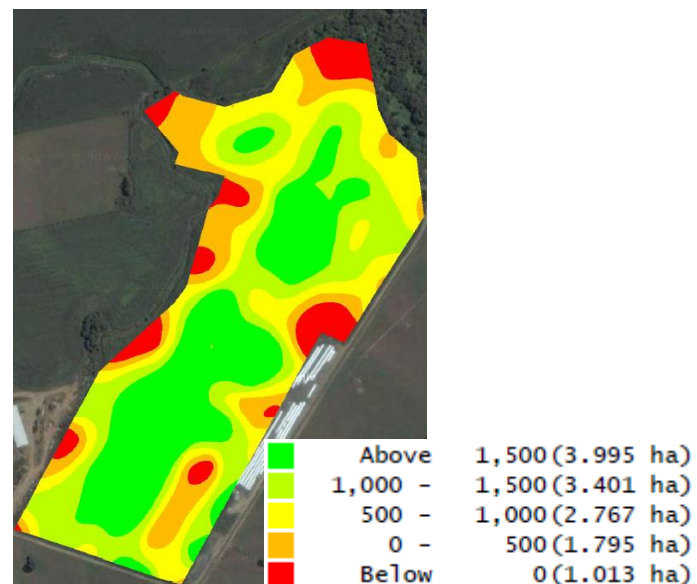 Above 1,500(3.995 ha)
1,000 - 1,500(3.401 ha)
500 - 1,000(2.767 ha)
0 - 500(1.795 ha)
Below 0(1.013 ha)